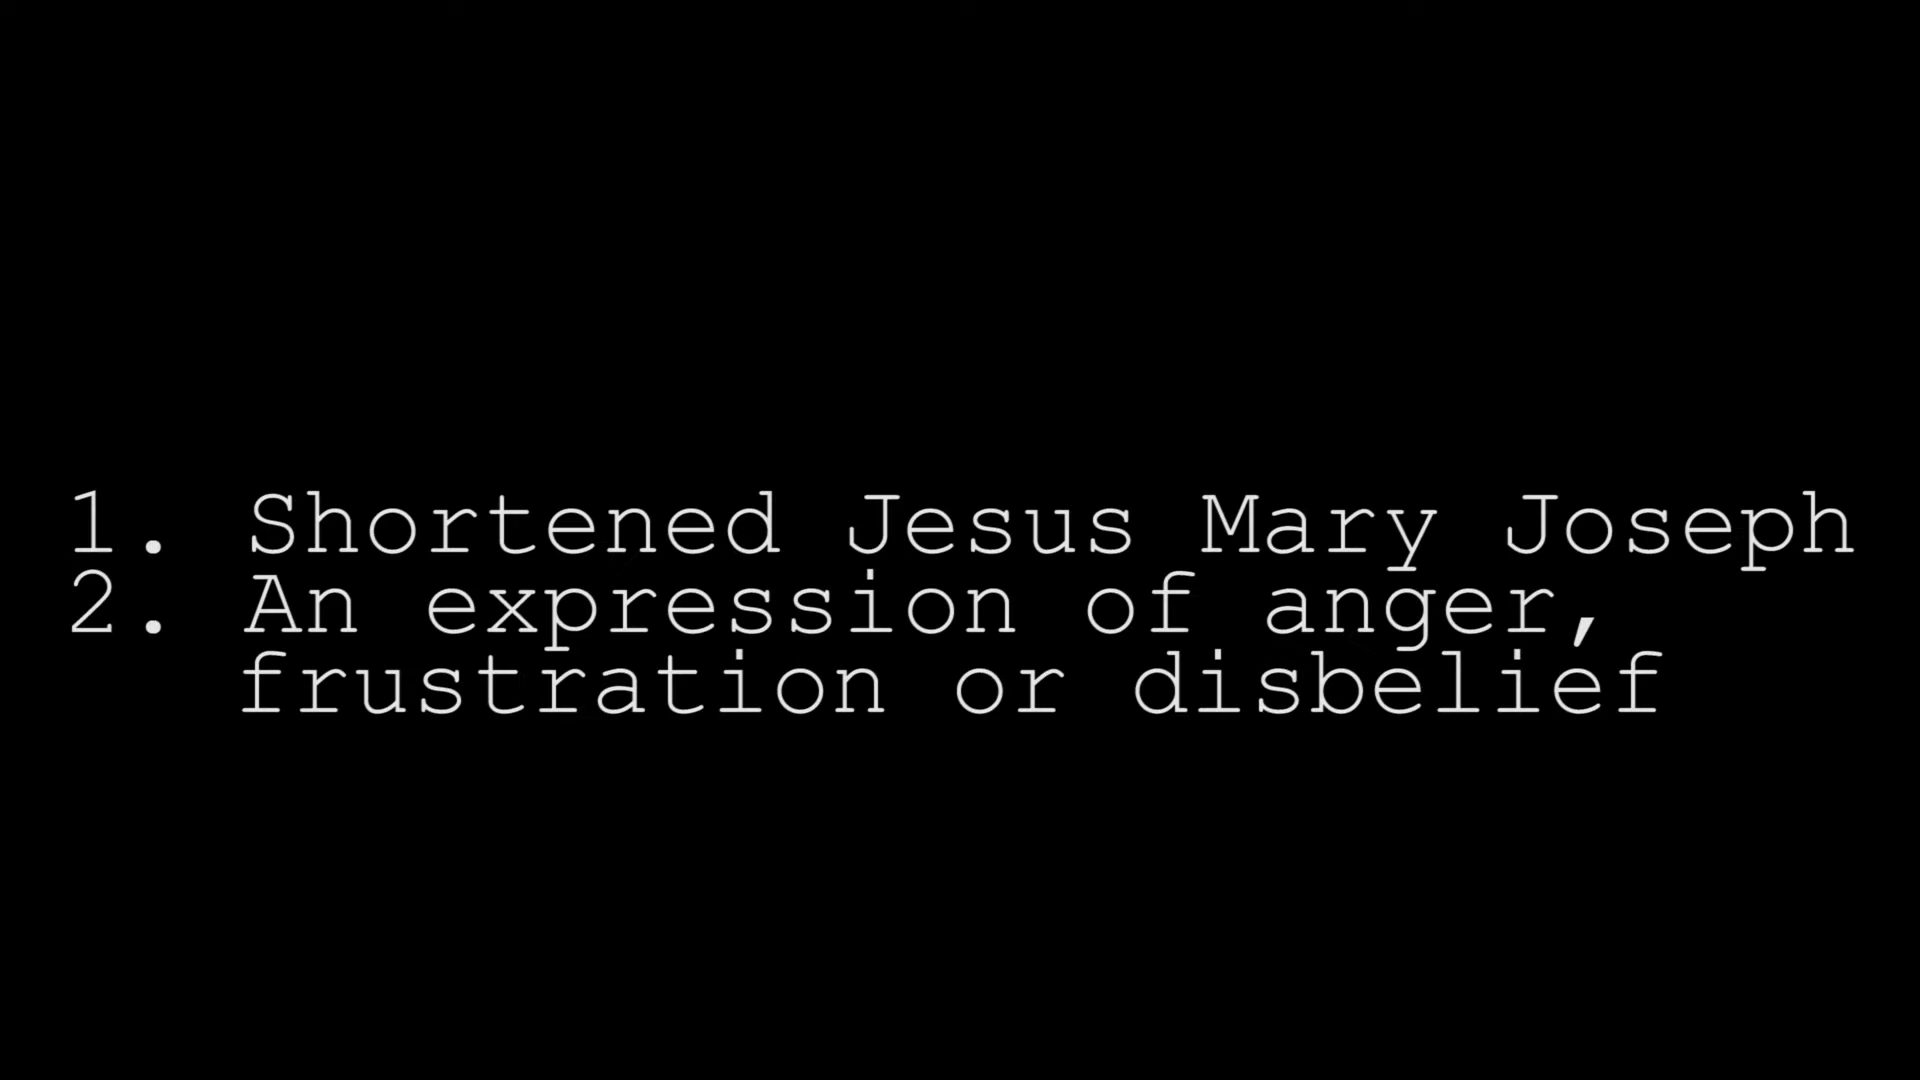 1. Shortened Jesus Mary Joseph
2. An expression of anger,
frustration or disbelief